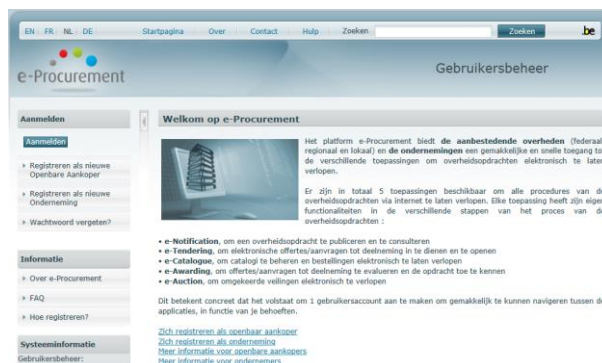 EN FR NL DE Startpagina Over Contact Hulp Zoeken Zoeken .be
e-Procurement
Gebruikersbeheer
Aanmelden
Aanmelden
Registreren als nieuwe
Openbare Aankoper
Registreren als nieuwe
Onderneming
Wachtwoord vergeten?
Informatie
Over e-Procurement
FAQ
Hoe registreren?
Systeeminformatie
Gebruikersbeheer:
Welkom op e-Procurement
Het platform e-Procurement biedt de aanbestedende overheden (federaal,
regionaal en lokaal) en de ondernemingen een gemakkelijke en snelle toegang to
de verschillende toepassingen om overheidsopdrachten elektronisch te later
verlopen.
Er zijn in totaal 5 toepassingen beschikbaar om alle procedures van d
overheidsopdrachten via internet te laten verlopen. Elke toepassing heeft zijn eiger
functionaliteiten in de verschillende stappen van het proces van d
overheidsopdrachten :
• e-Notification, om een overheidsopdracht te publiceren en te consulteren
• e-Tendering, om elektronische offertes/aanvragen tot deelneming in te dienen en te openen
• e-Catalogue, om catalogi te beheren en bestellingen elektronisch te laten verlopen
• e-Awarding, om offertes/aanvragen tot deelneming te evalueren en de opdracht toe te kennen
• e-Auction, om omgekeerde veilingen elektronisch te verlopen
Dit betekent concreet dat het volstaat om 1 gebruikersaccount aan te maken om gemakkelijk te kunnen navigeren tussen d
applicaties, in functie van je behoeften.
Zich registreren als openbaar aankoper
Zich registreren als onderneming
Meer informatie voor openbare aankopers
Meer informatie voor ondernemers